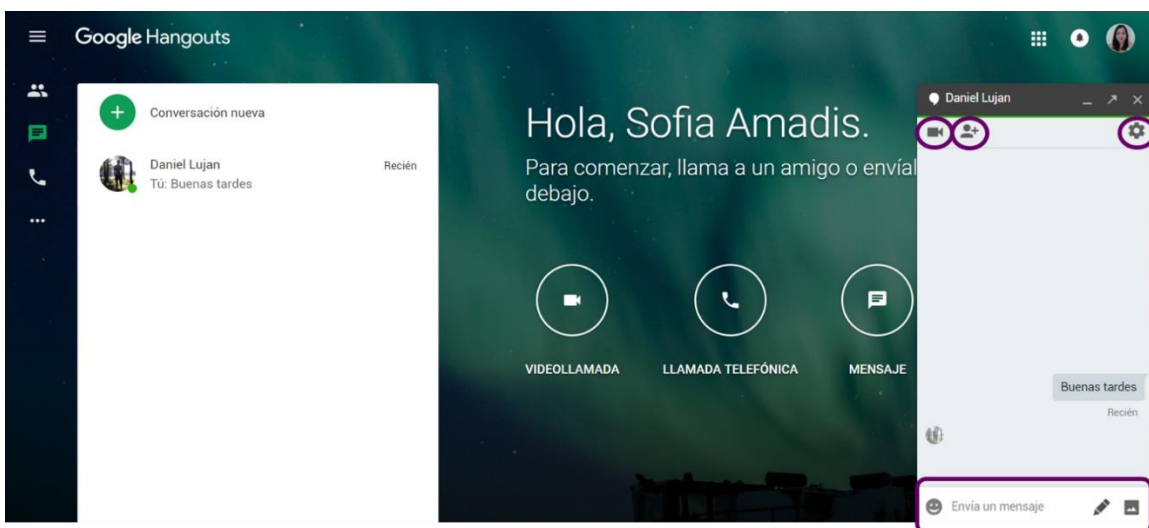 Google Hangouts
Conversación nueva
Daniel Lujan
Recién
Tú: Buenas tardes
Hola, Sofia Amadis.
Para comenzar, llama a un amigo o envíal
debajo.
VIDEOLLAMADA
LLAMADA TELEFÓNICA
MENSAJE
Daniel Lujan
Buenas tardes
Recién
Envía un mensaje